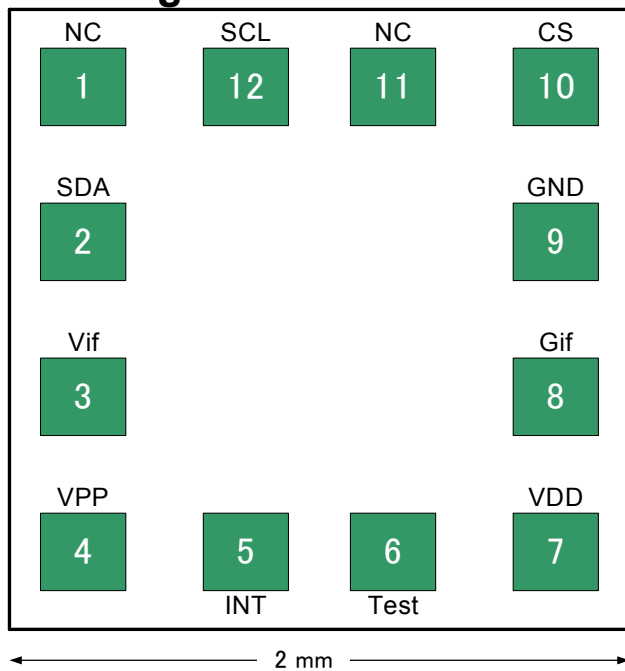 NC SCL NC CS
1 12 11 10
SDA GND
2 9
Vif Gif
3 8
VPP VDD
4 5 6 7
INT Test
2 mm